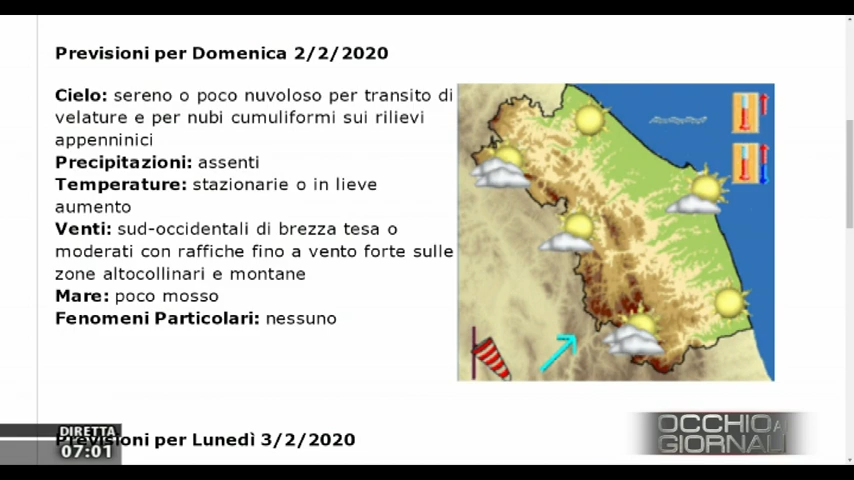 Previsioni per Domenica 2/2/2020
Cielo: sereno o poco nuvoloso per transito di
velature e per nubi cumuliformi sui rilievi
appenninici
Precipitazioni: assenti
Temperature: stazionarie o in lieve
aumento
Venti: sud-occidentali di brezza tesa o
moderati con raffiche fino a vento forte sulle
zone altocollinari e montane
Mare: poco mosso
Fenomeni Particolari: nessuno
DIRETTA
07:01
Previsioni per Lunedì 3/2/2020
OCCHIO AI
GIORNALI